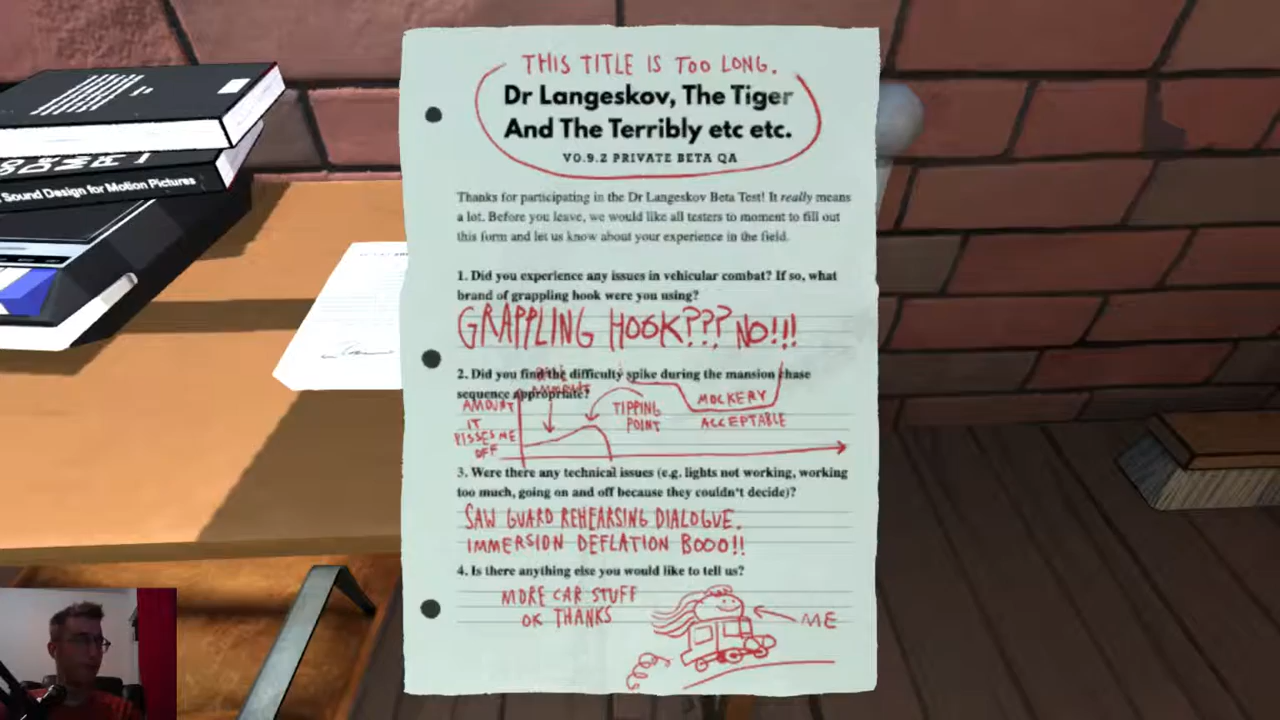 THIS TITLE IS TOO LONG.
Dr Langeskov, The Tiger
And The Terribly etc etc.
V0.9.2 PRIVATE BETA QA
Thanks for participating in the Dr Langeskov Beta Test! It really means
a lot. Before you leave, we would like all testers to moment to fill out
this form and let us know about your experience in the field.
1. Did you experience any issues in vehicular combat? If so, what
brand of grappling hook were you using?
GRAPPLING HOOK??? NO!!!
2. Did you find the difficulty spike during the mansion chase
sequence appropriate?
AMOUNT
IT
PISSES ME
OFF
AMOUNT
TIPPING
POINT
MOCKERY
ACCEPTABLE
3. Were there any technical issues (e.g. lights not working, working
too much, going on and off because they couldn't decide)?
SAW GUARD REHEARSING DIALOGUE.
IMMERSION DEFLATION BOOO!!
4. Is there anything else you would like to tell us?
MORE CAR STUFF
OK THANKS
ME
Sound Design for Motion Pictures